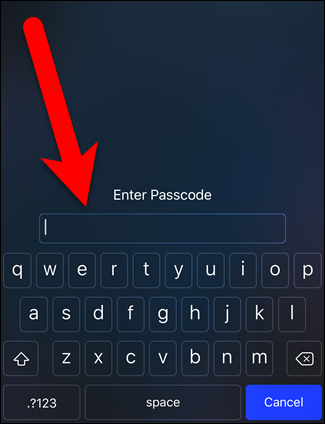 Enter Passcode
q w e r t y u i o p
a s d f g h j k l
z x c v b n m
.?123 space Cancel